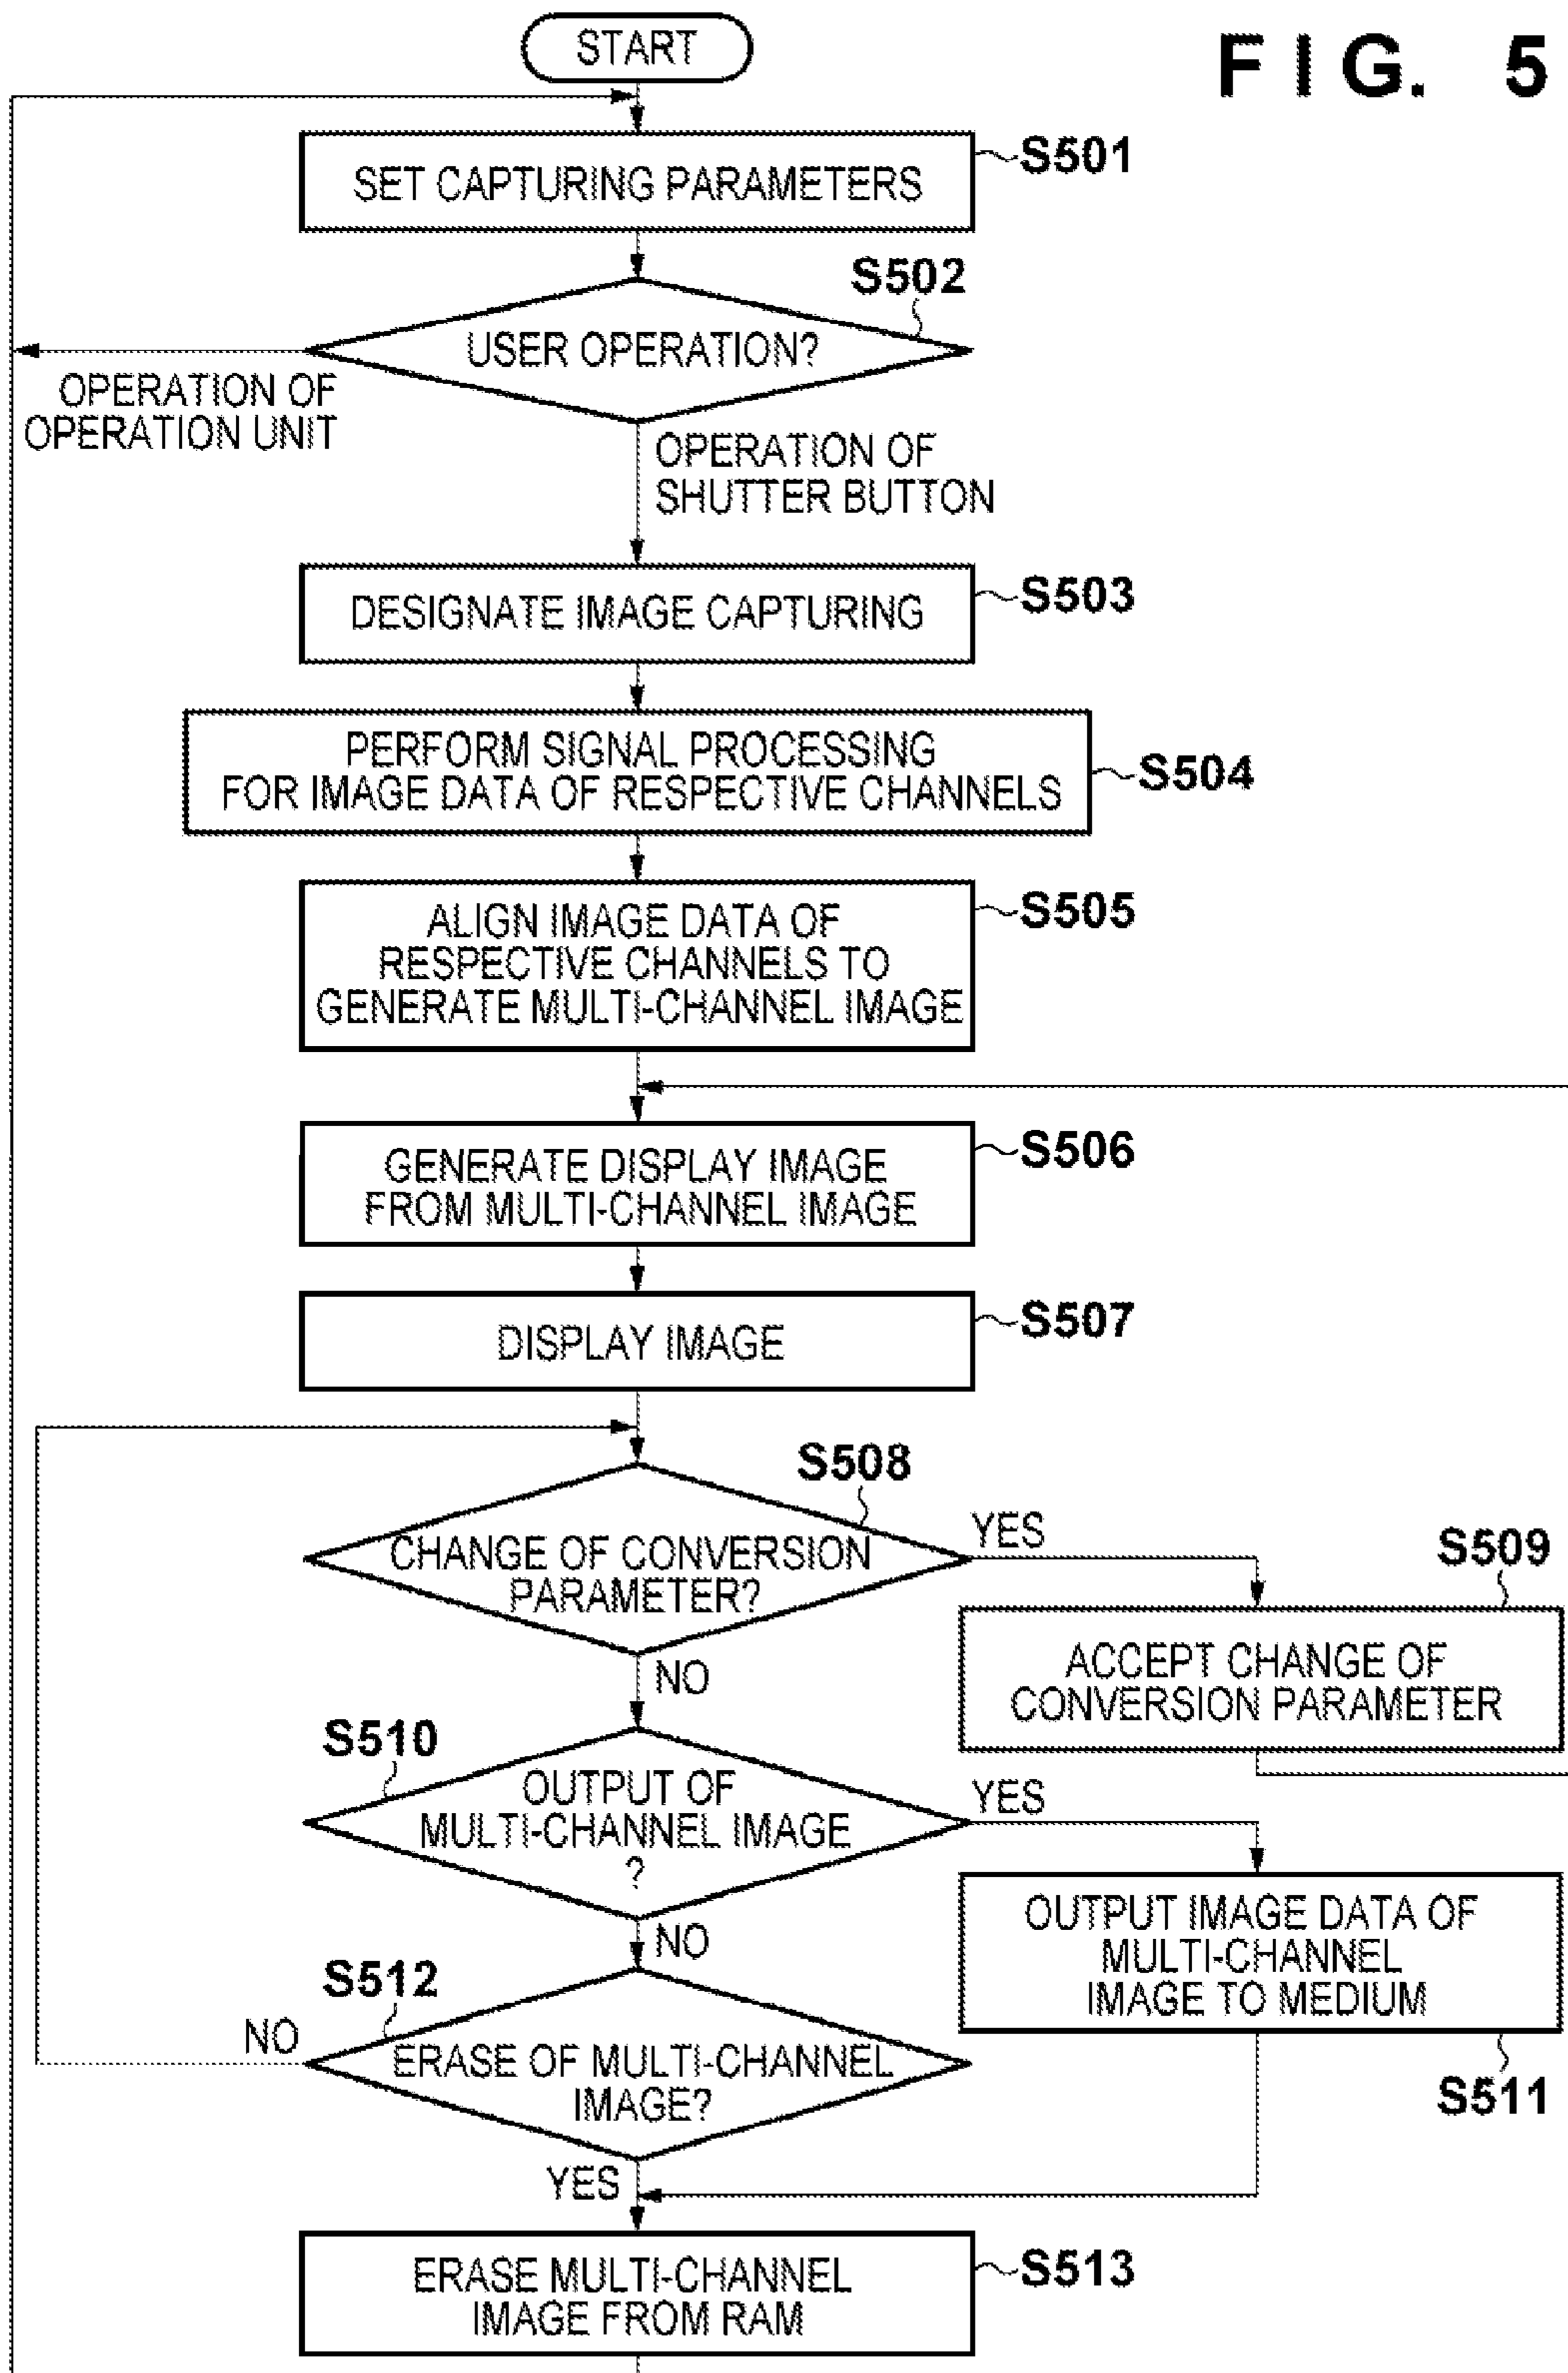 FIG. 5
START
SET CAPTURING PARAMETERS
S501
S502
USER OPERATION?
OPERATION OF
OPERATION UNIT
OPERATION OF
SHUTTER BUTTON
DESIGNATE IMAGE CAPTURING
S503
PERFORM SIGNAL PROCESSING
FOR IMAGE DATA OF RESPECTIVE CHANNELS
S504
ALIGN IMAGE DATA OF
RESPECTIVE CHANNELS TO
GENERATE MULTI-CHANNEL IMAGE
S505
GENERATE DISPLAY IMAGE
FROM MULTI-CHANNEL IMAGE
S506
DISPLAY IMAGE
S507
S508
CHANGE OF CONVERSION
PARAMETER?
YES
NO
S509
ACCEPT CHANGE OF
CONVERSION PARAMETER
S510
OUTPUT OF
MULTI-CHANNEL IMAGE
?
YES
NO
OUTPUT IMAGE DATA OF
MULTI-CHANNEL
IMAGE TO MEDIUM
S511
S512
ERASE OF MULTI-CHANNEL
IMAGE?
NO
YES
ERASE MULTI-CHANNEL
IMAGE FROM RAM
S513